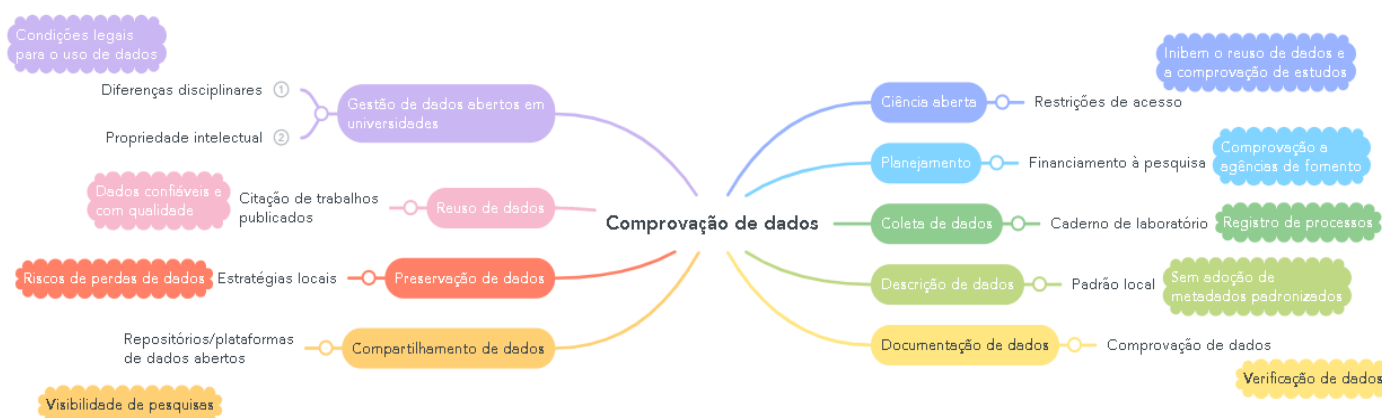 Condições legais
para o uso de dados
Diferenças disciplinares 1
Propriedade intelectual 2
Gestão de dados abertos em
universidades
Dados confiáveis e
com qualidade
Citação de trabalhos
publicados
Reuso de dados
Riscos de perdas de dados
Estratégias locais
Preservação de dados
Repositórios/plataformas
de dados abertos
Compartilhamento de dados
Visibilidade de pesquisas
Comprovação de dados
Inibem o reuso de dados e
a comprovação de estudos
Ciência aberta
Restrições de acesso
Planejamento
Financiamento à pesquisa
Comprovação a
agências de fomento
Coleta de dados
Caderno de laboratório
Registro de processos
Descrição de dados
Padrão local
Sem adoção de
metadados padronizados
Documentação de dados
Comprovação de dados
Verificação de dados